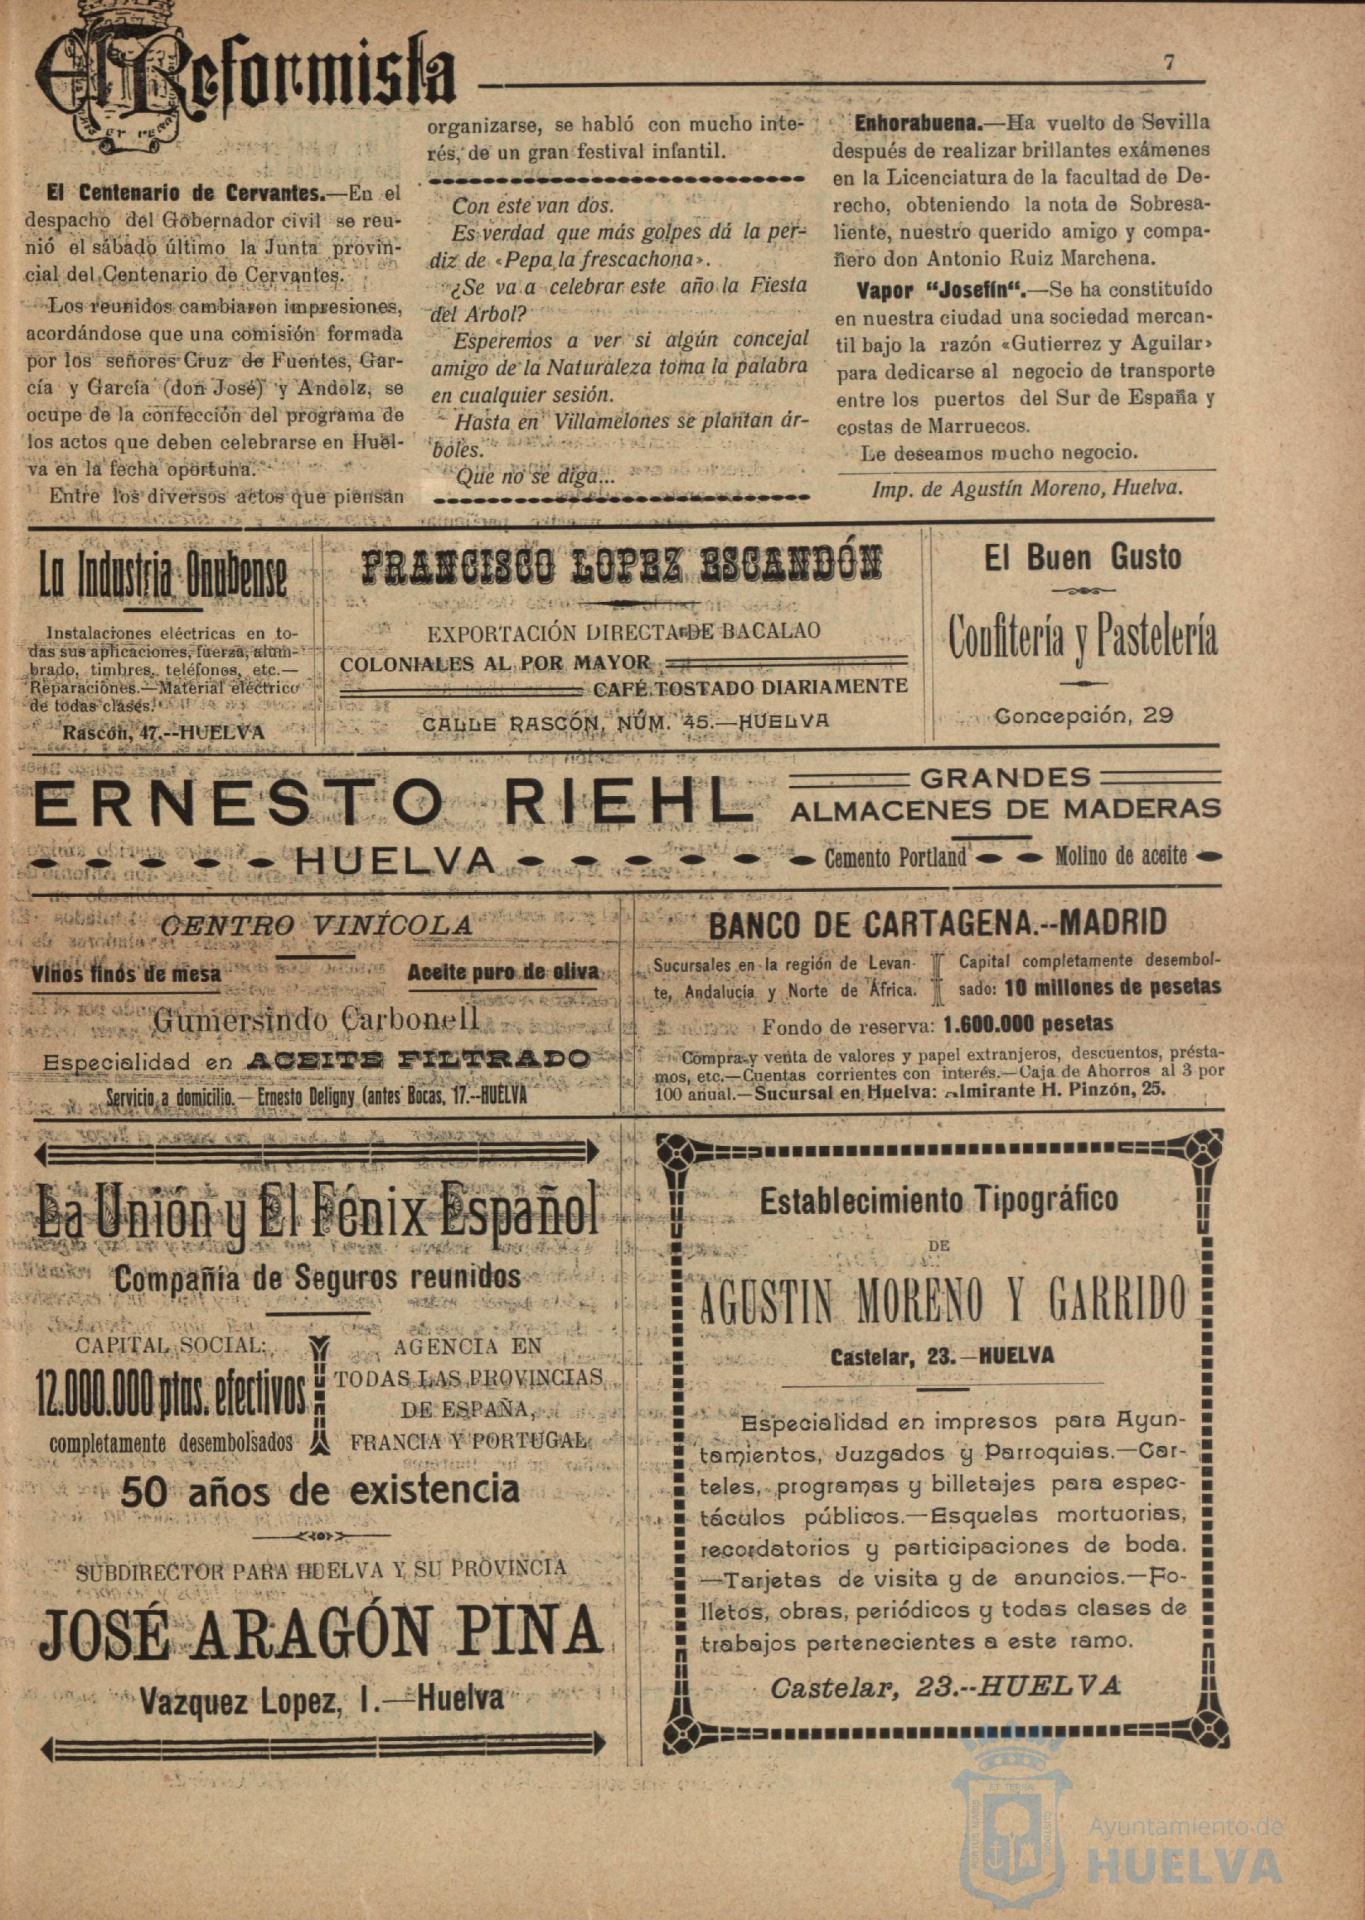 El Reformista
7
El Centenario de Cervantes.—En el
despacho del Gobernador civil se reu-
nió el sábado último la Junta provin-
cial del Centenario de Cervantes.
Los reunidos cambiaron impresiones,
acordándose que una comisión formada
por los señores Cruz de Fuentes, Gar-
cía y García (don José) y Andolz, se
ocupe de la confección del programa de
los actos que deben celebrarse en Huel-
va en la fecha oportuna.
Entre los diversos actos que piensan
organizarse, se habló con mucho inte-
rés, de un gran festival infantil.
Con este van dos.
Es verdad que más golpes dá la per-
diz de «Pepa la frescachona».
¿Se va a celebrar este año la Fiesta
del Arbol?
Esperemos a ver si algún concejal
amigo de la Naturaleza toma la palabra
en cualquier sesión.
Hasta en Villamelones se plantan ár-
boles.
Que no se diga...
Enhorabuena.—Ha vuelto de Sevilla
después de realizar brillantes exámenes
en la Licenciatura de la facultad de De-
recho, obteniendo la nota de Sobresa-
liente, nuestro querido amigo y compa-
ñero don Antonio Ruiz Marchena.
Vapor “Josefín“.—Se ha constituído
en nuestra ciudad una sociedad mercan-
til bajo la razón «Gutierrez y Aguilar»
para dedicarse al negocio de transporte
entre los puertos del Sur de España y
costas de Marruecos.
Le deseamos mucho negocio.
Imp. de Agustín Moreno, Huelva.
La Industria Onubense
Instalaciones eléctricas en to-
das sus aplicaciones, fuerza, alum-
brado, timbres, teléfonos, etc.—
Reparaciones.—Material eléctrico
de todas clases.
Rascón, 47.--HUELVA
FRANCISCO LOPEZ ESCANDÓN
EXPORTACIÓN DIRECTA DE BACALAO
COLONIALES AL POR MAYOR
CAFÉ TOSTADO DIARIAMENTE
CALLE RASCÓN, NÚM. 45.—HUELVA
El Buen Gusto
Confitería y Pastelería
Concepción, 29
ERNESTO RIEHL
HUELVA
GRANDES
ALMACENES DE MADERAS
Cemento Portland
Molino de aceite
CENTRO VINÍCOLA
Vinos finos de mesa
Aceite puro de oliva
Gumersindo Carbonell
Especialidad en ACEITE FILTRADO
Servicio a domicilio.—Ernesto Deligny (antes Bocas, 17.--HUELVA
BANCO DE CARTAGENA.--MADRID
Sucursales en la región de Levan-
te, Andalucía y Norte de África.
Capital completamente desembol-
sado: 10 millones de pesetas
Fondo de reserva: 1.600.000 pesetas
Compra y venta de valores y papel extranjeros, descuentos, présta-
mos, etc.—Cuentas corrientes con interés.—Caja de Ahorros al 3 por
100 anual.—Sucursal en Huelva: Almirante H. Pinzón, 25.
La Unión y El Fénix Español
Compañía de Seguros reunidos
CAPITAL SOCIAL:
12.000.000 ptas. efectivos
completamente desembolsados
AGENCIA EN
TODAS LAS PROVINCIAS
DE ESPAÑA,
FRANCIA Y PORTUGAL
50 años de existencia
SUBDIRECTOR PARA HUELVA Y SU PROVINCIA
JOSÉ ARAGÓN PINA
Vazquez Lopez, 1.—Huelva
Establecimiento Tipográfico
DE
AGUSTIN MORENO Y GARRIDO
Castelar, 23.—HUELVA
Especialidad en impresos para Ayun-
tamientos, Juzgados y Parroquias.—Car-
teles, programas y billetajes para espec-
táculos públicos.—Esquelas mortuorias,
recordatorios y participaciones de boda.
—Tarjetas de visita y de anuncios.—Fo-
lletos, obras, periódicos y todas clases de
trabajos pertenecientes a este ramo.
Castelar, 23.--HUELVA
Ayuntamiento de
HUELVA